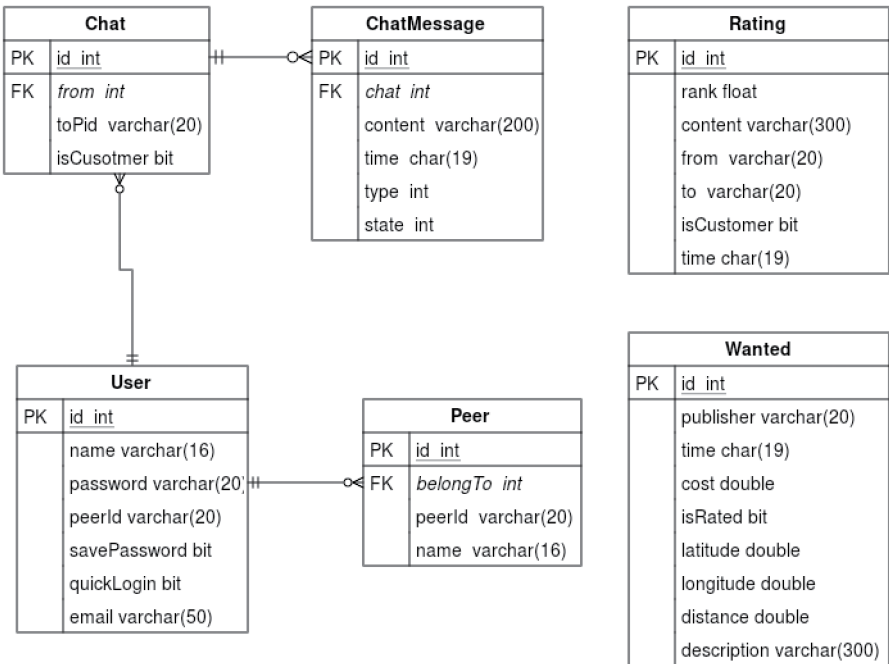 Chat
PK id int
FK from int
toPid varchar(20)
isCusotmer bit
ChatMessage
PK id int
FK chat int
content varchar(200)
time char(19)
type int
state int
Rating
PK id int
rank float
content varchar(300)
from varchar(20)
to varchar(20)
isCustomer bit
time char(19)
User
PK id int
name varchar(16)
password varchar(20)
peerId varchar(20)
savePassword bit
quickLogin bit
email varchar(50)
Peer
PK id int
FK belongTo int
peerId varchar(20)
name varchar(16)
Wanted
PK id int
publisher varchar(20)
time char(19)
cost double
isRated bit
latitude double
longitude double
distance double
description varchar(300)